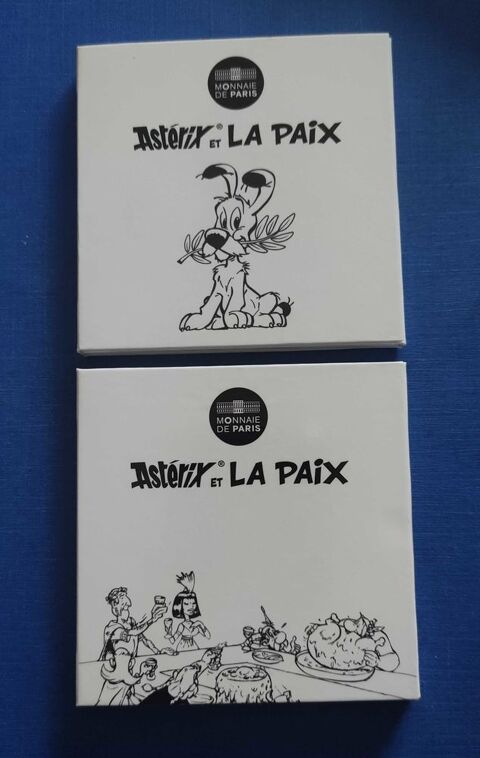 MONNAIE
DE PARIS
Astérix® ET LA PAIX
MONNAIE
DE PARIS
Astérix® ET LA PAIX